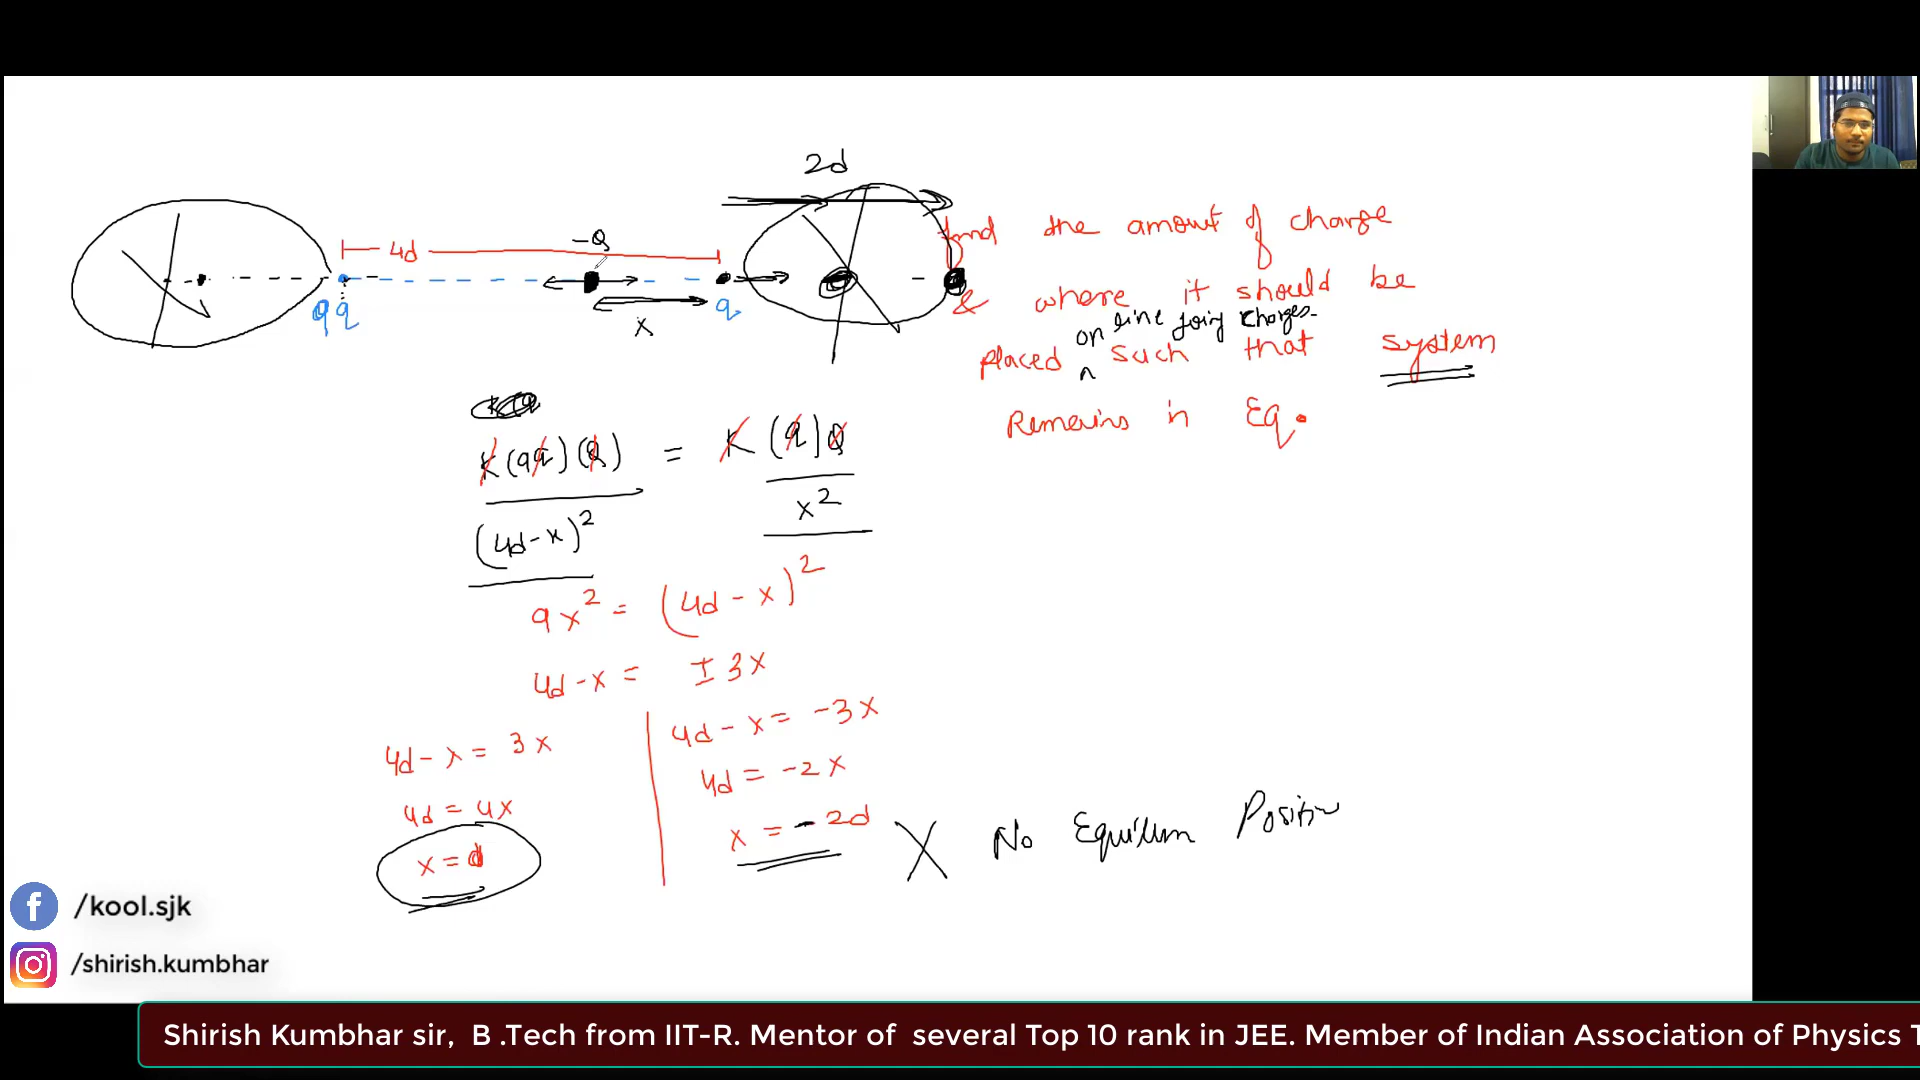 2d
4d
-Q
9q
q
x
find the amount of charge
& where it should be
on line joing charges-
placed such that system
Remains in Eq.
K(9q)(Q) = K(q)Q
(4d-x)² x²
9x² = (4d-x)²
4d-x = ±3x
4d-x = 3x
4d = 4x
x = d
4d-x = -3x
4d = -2x
x = -2d
X No Equilium Position
/kool.sjk
/shirish.kumbhar
Shirish Kumbhar sir, B .Tech from IIT-R. Mentor of several Top 10 rank in JEE. Member of Indian Association of Physics T